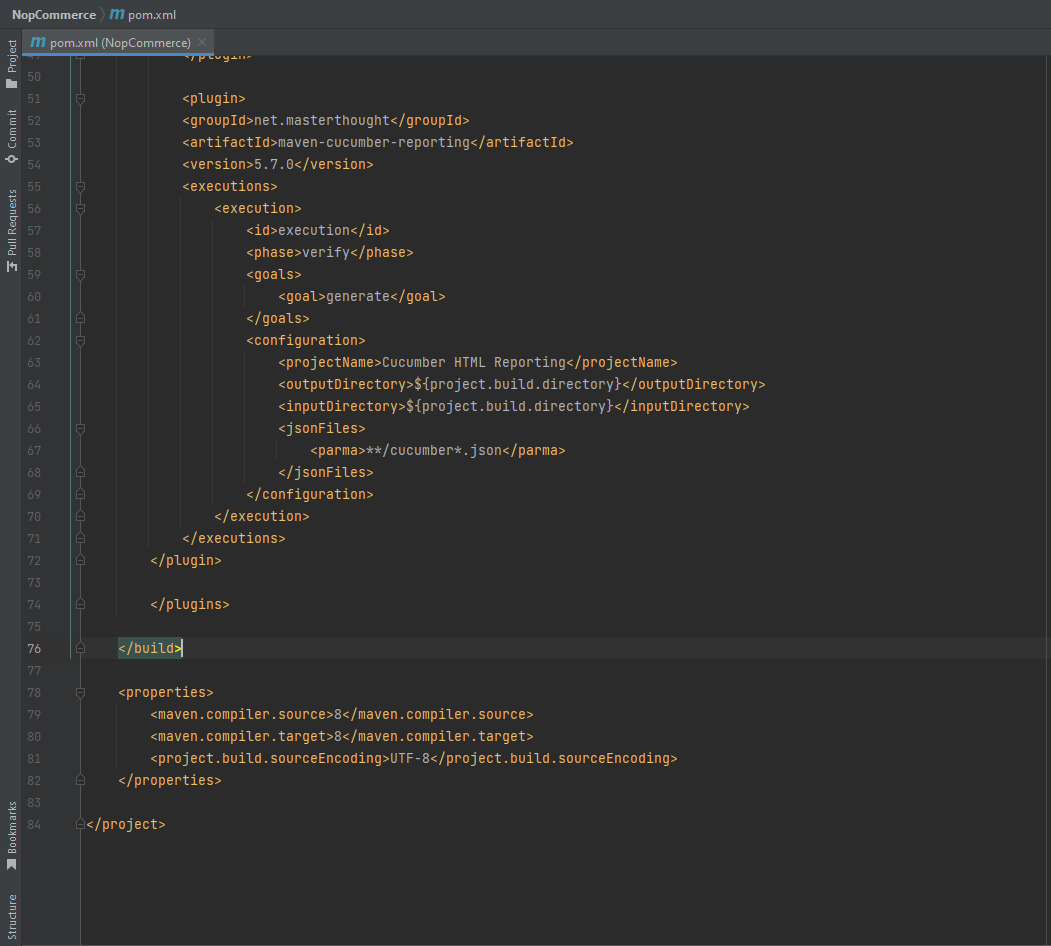 NopCommerce m pom.xml
m pom.xml (NopCommerce)
Project
Commit
Pull Requests
Bookmarks
Structure
49 </plugin>
50
51 <plugin>
52 <groupId>net.masterthought</groupId>
53 <artifactId>maven-cucumber-reporting</artifactId>
54 <version>5.7.0</version>
55 <executions>
56 <execution>
57 <id>execution</id>
58 <phase>verify</phase>
59 <goals>
60 <goal>generate</goal>
61 </goals>
62 <configuration>
63 <projectName>Cucumber HTML Reporting</projectName>
64 <outputDirectory>${project.build.directory}</outputDirectory>
65 <inputDirectory>${project.build.directory}</inputDirectory>
66 <jsonFiles>
67 <parma>**/cucumber*.json</parma>
68 </jsonFiles>
69 </configuration>
70 </execution>
71 </executions>
72 </plugin>
73
74 </plugins>
75
76 </build>
77
78 <properties>
79 <maven.compiler.source>8</maven.compiler.source>
80 <maven.compiler.target>8</maven.compiler.target>
81 <project.build.sourceEncoding>UTF-8</project.build.sourceEncoding>
82 </properties>
83
84 </project>